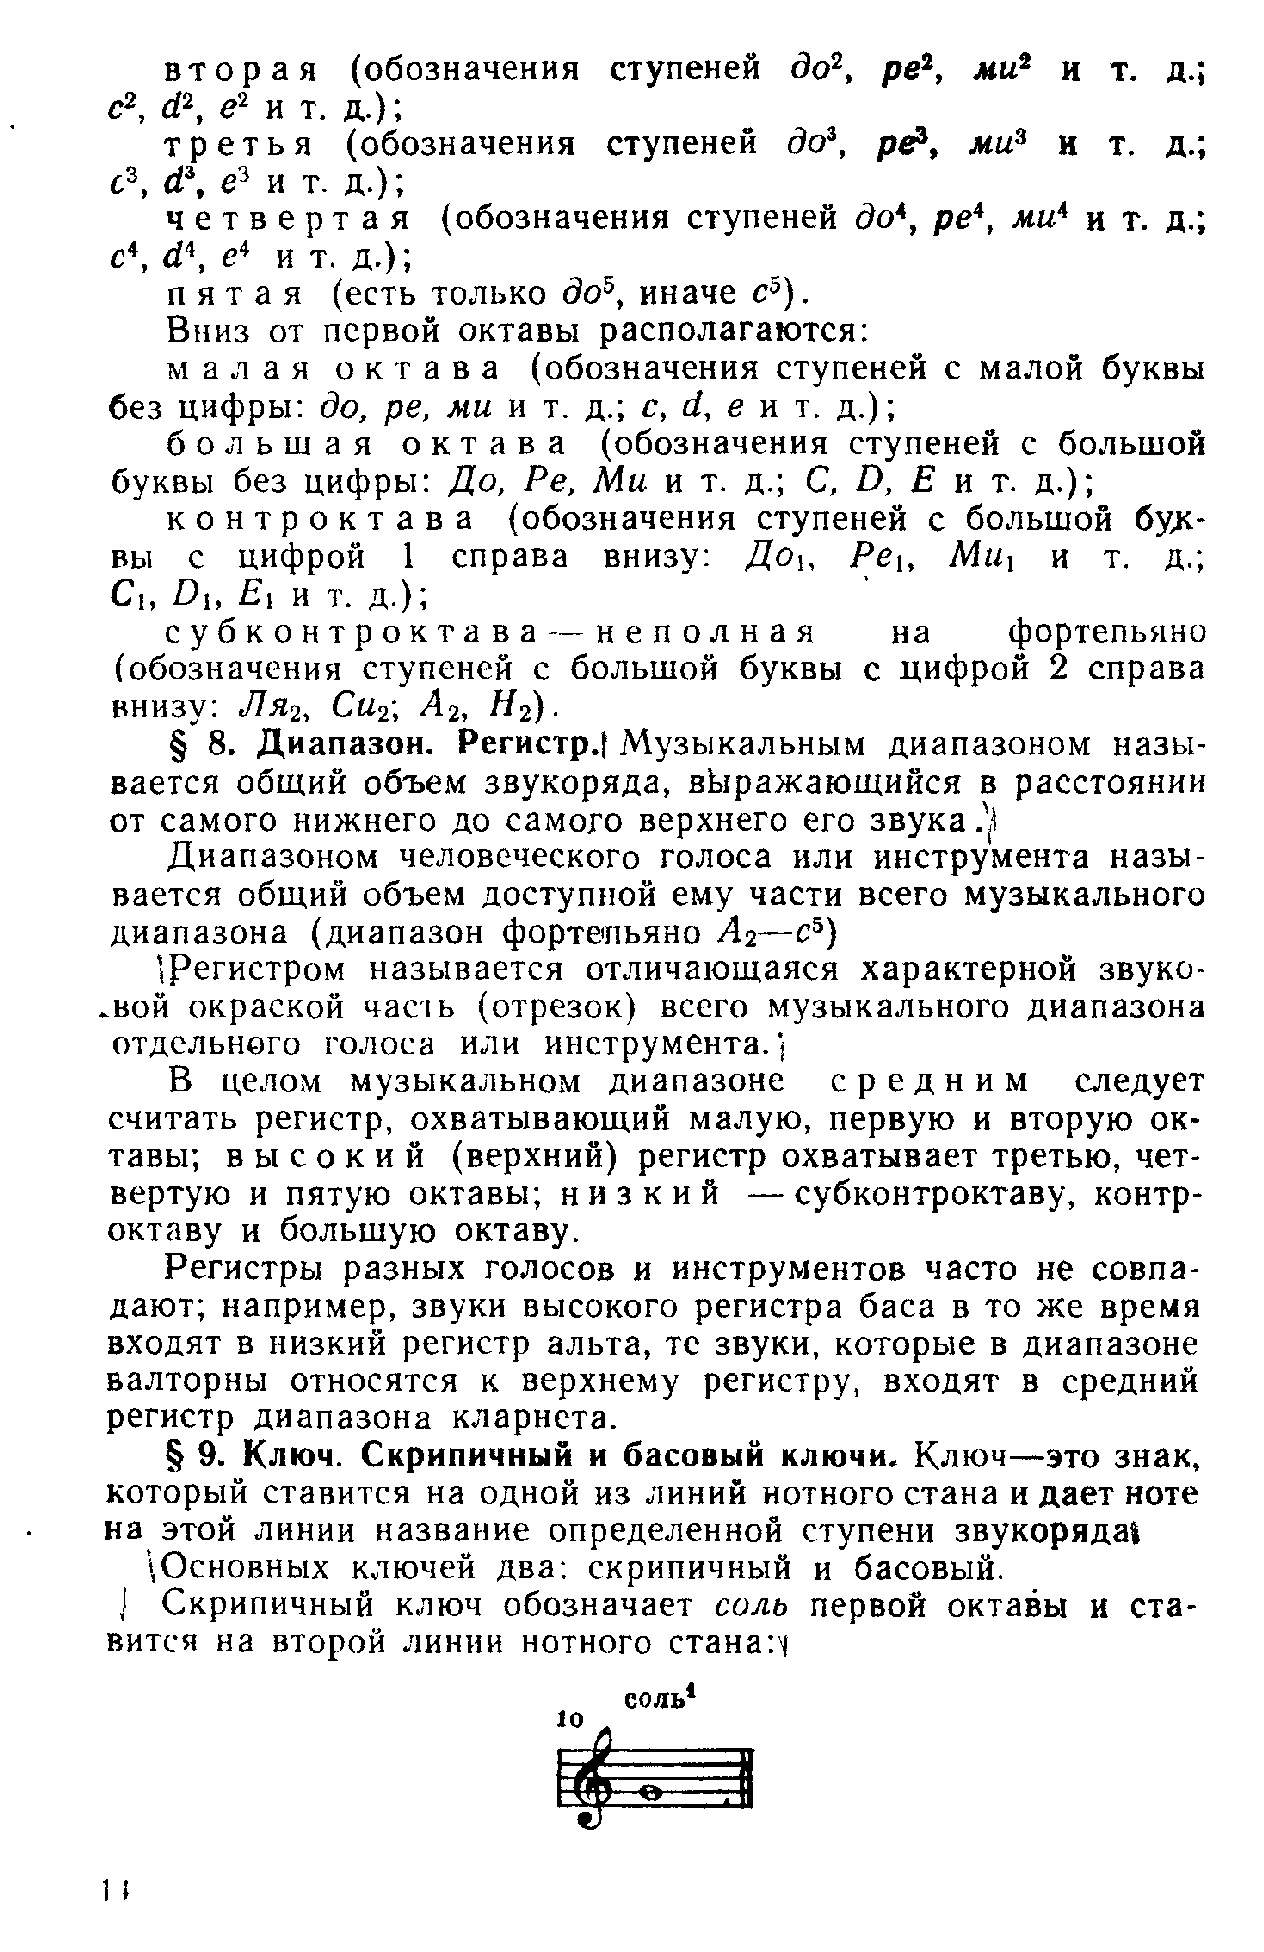 вторая (обозначения ступеней до², ре², ми² и т. д.;
c², d², e² и т. д.);
третья (обозначения ступеней до³, ре³, ми³ и т. д.;
c³, d³, e³ и т. д.);
четвертая (обозначения ступеней до⁴, ре⁴, ми⁴ и т. д.;
c⁴, d⁴, e⁴ и т. д.);
пятая (есть только до⁵, иначе c⁵).
Вниз от первой октавы располагаются:
малая октава (обозначения ступеней с малой буквы
без цифры: до, ре, ми и т. д.; c, d, e и т. д.);
большая октава (обозначения ступеней с большой
буквы без цифры: До, Ре, Ми и т. д.; C, D, E и т. д.);
контроктава (обозначения ступеней с большой бук-
вы с цифрой 1 справа внизу: До₁, Ре₁, Ми₁ и т. д.;
C₁, D₁, E₁ и т. д.);
субконтроктава — неполная на фортепьяно
(обозначения ступеней с большой буквы с цифрой 2 справа
внизу: Ля₂, Си₂; A₂, H₂).
§ 8. Диапазон. Регистр. Музыкальным диапазоном назы-
вается общий объем звукоряда, выражающийся в расстоянии
от самого нижнего до самого верхнего его звука.
Диапазоном человеческого голоса или инструмента назы-
вается общий объем доступной ему части всего музыкального
диапазона (диапазон фортепьяно A₂—c⁵)
Регистром называется отличающаяся характерной звуко-
вой окраской часть (отрезок) всего музыкального диапазона
отдельного голоса или инструмента.
В целом музыкальном диапазоне средним следует
считать регистр, охватывающий малую, первую и вторую ок-
тавы; высокий (верхний) регистр охватывает третью, чет-
вертую и пятую октавы; низкий — субконтроктаву, контр-
октаву и большую октаву.
Регистры разных голосов и инструментов часто не совпа-
дают; например, звуки высокого регистра баса в то же время
входят в низкий регистр альта, те звуки, которые в диапазоне
валторны относятся к верхнему регистру, входят в средний
регистр диапазона кларнета.
§ 9. Ключ. Скрипичный и басовый ключи. Ключ—это знак,
который ставится на одной из линий нотного стана и дает ноте
на этой линии название определенной ступени звукоряда
Основных ключей два: скрипичный и басовый.
Скрипичный ключ обозначает соль первой октавы и ста-
вится на второй линии нотного стана:
соль¹
10
11